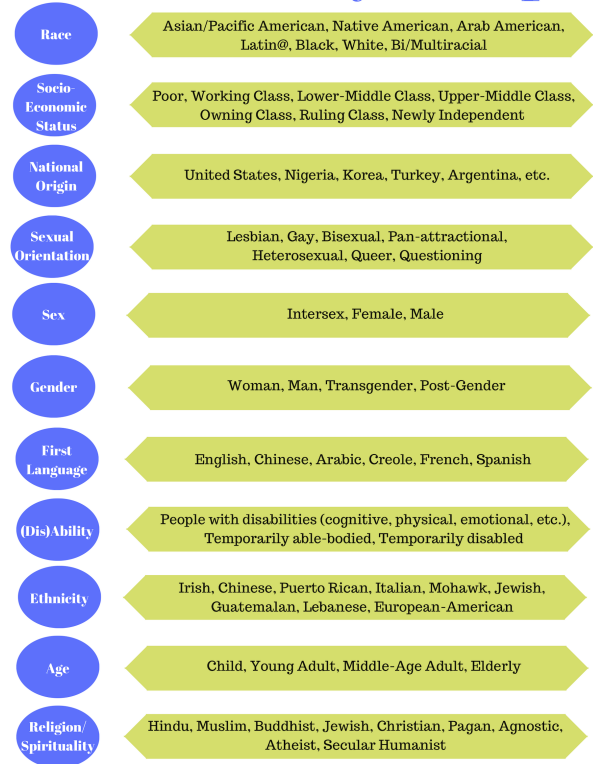 Race
Asian/Pacific American, Native American, Arab American,
Latin@, Black, White, Bi/Multiracial
Socio-
Economic
Status
Poor, Working Class, Lower-Middle Class, Upper-Middle Class,
Owning Class, Ruling Class, Newly Independent
National
Origin
United States, Nigeria, Korea, Turkey, Argentina, etc.
Sexual
Orientation
Lesbian, Gay, Bisexual, Pan-attractional,
Heterosexual, Queer, Questioning
Sex
Intersex, Female, Male
Gender
Woman, Man, Transgender, Post-Gender
First
Language
English, Chinese, Arabic, Creole, French, Spanish
(Dis)Ability
People with disabilities (cognitive, physical, emotional, etc.),
Temporarily able-bodied, Temporarily disabled
Ethnicity
Irish, Chinese, Puerto Rican, Italian, Mohawk, Jewish,
Guatemalan, Lebanese, European-American
Age
Child, Young Adult, Middle-Age Adult, Elderly
Religion/
Spirituality
Hindu, Muslim, Buddhist, Jewish, Christian, Pagan, Agnostic,
Atheist, Secular Humanist